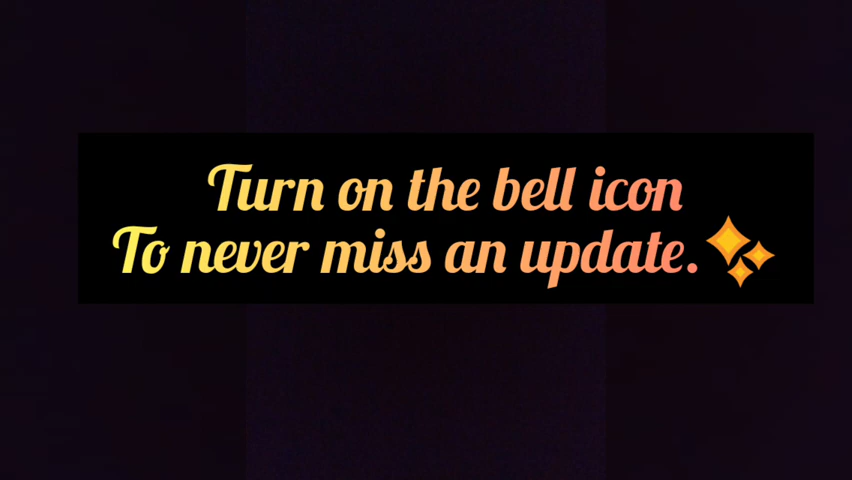 Turn on the bell icon
To never miss an update.✨